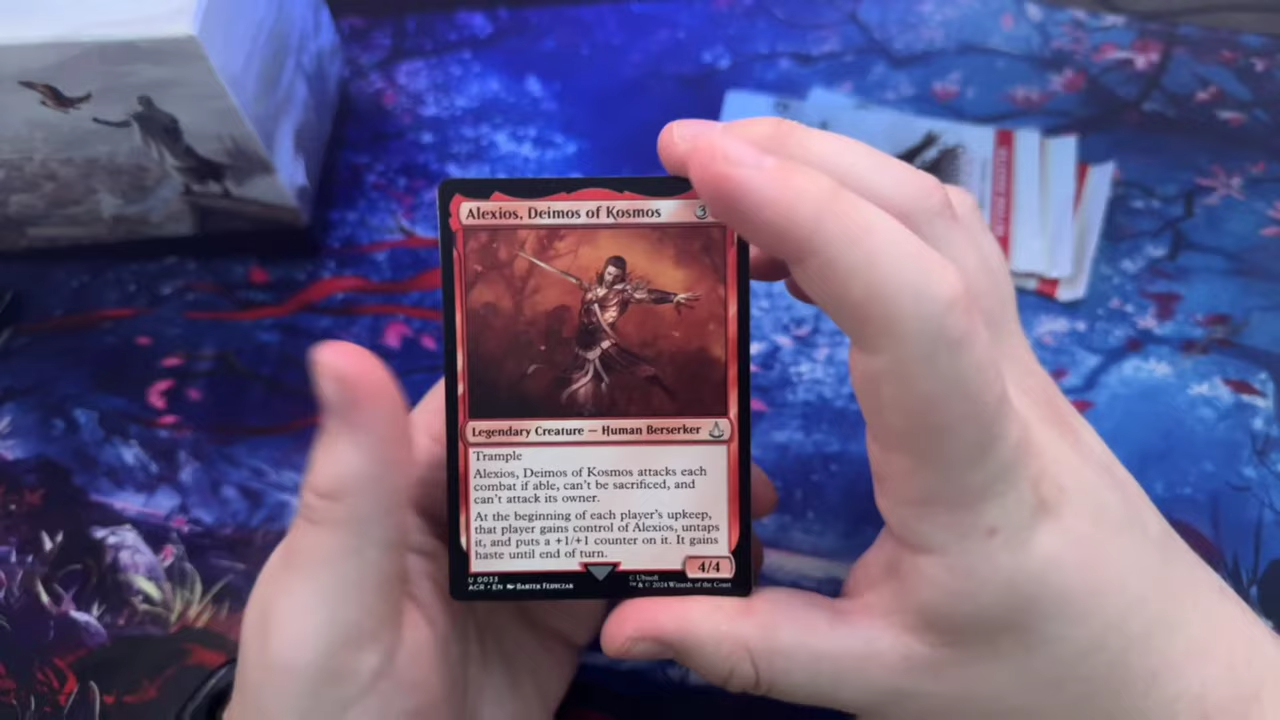 Alexios, Deimos of Kosmos 3
Legendary Creature — Human Berserker
Trample
Alexios, Deimos of Kosmos attacks each
combat if able, can't be sacrificed, and
can't attack its owner.
At the beginning of each player's upkeep,
that player gains control of Alexios, untaps
it, and puts a +1/+1 counter on it. It gains
haste until end of turn.
4/4
U 0033
ACR • EN Bartek Fedyczak
© Ubisoft
™ & © 2024 Wizards of the Coast